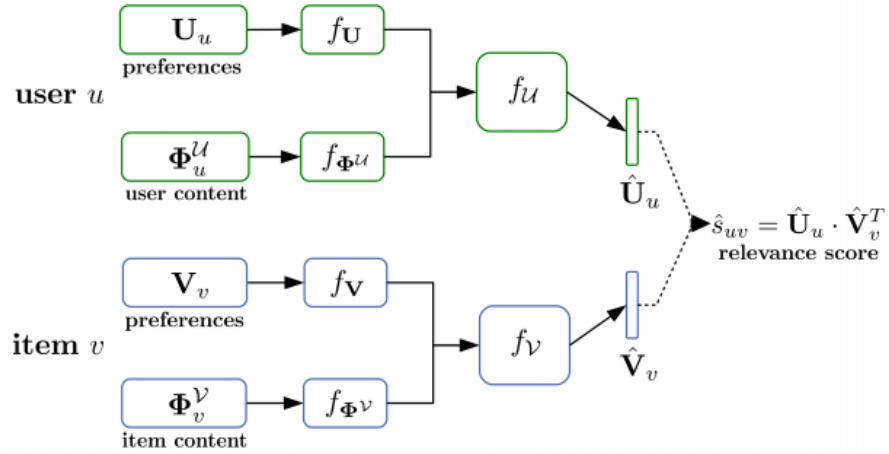 U_u
f_U
preferences
user u
f_𝒰
Φ_u^𝒰
f_Φ^𝒰
user content
Û_u
ŝ_uv = Û_u · V̂_v^T
relevance score
V_v
f_V
preferences
item v
f_𝒱
V̂_v
Φ_v^𝒱
f_Φ^𝒱
item content